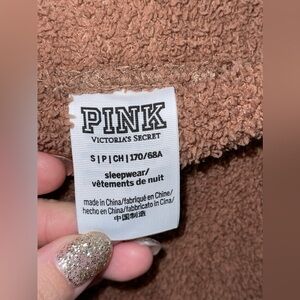 PINK
VICTORIA'S SECRET
S | P | CH | 170/68A
sleepwear/
vêtements de nuit
made in China/fabriqué en Chine/
hecho en China/fabbricato in Cina/
中国制造